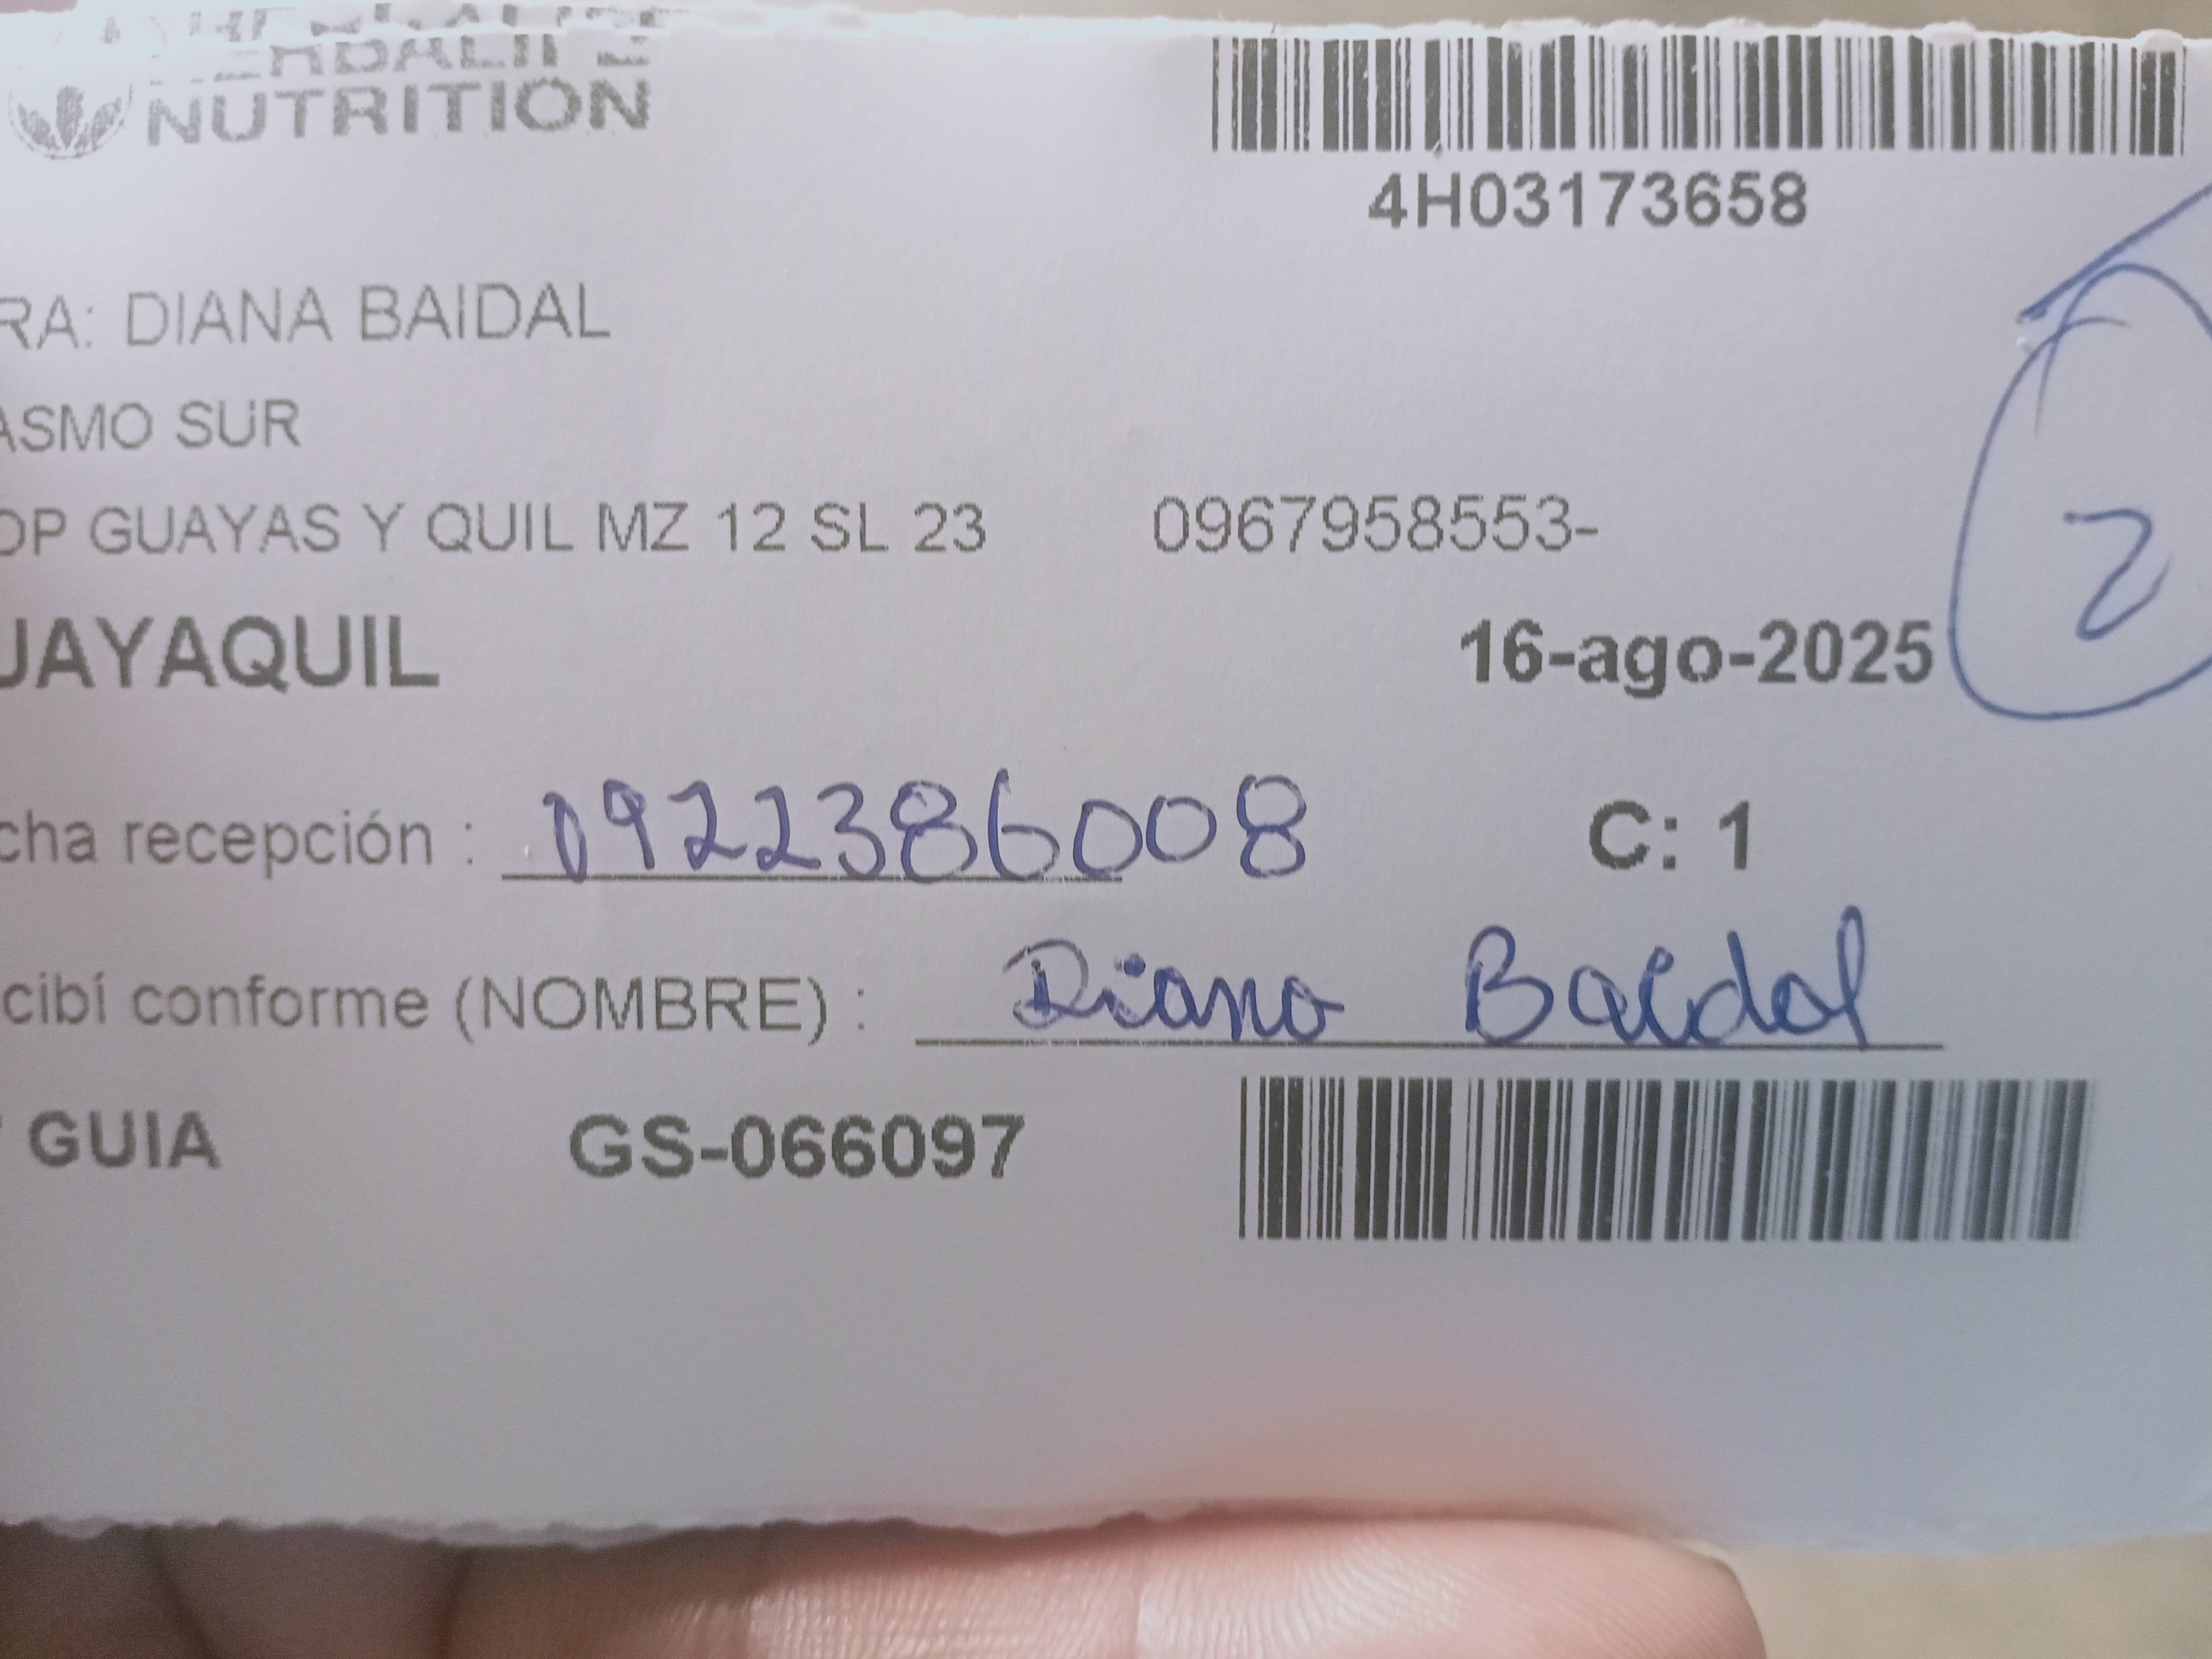 NUTRITION
4H03173658
RA: DIANA BAIDAL
ASMO SUR
OP GUAYAS Y QUIL MZ 12 SL 23 0967958553-
UAYAQUIL 16-ago-2025
2
cha recepción : 0922386008 C: 1
cibí conforme (NOMBRE) : Diana Baidal
GUIA GS-066097